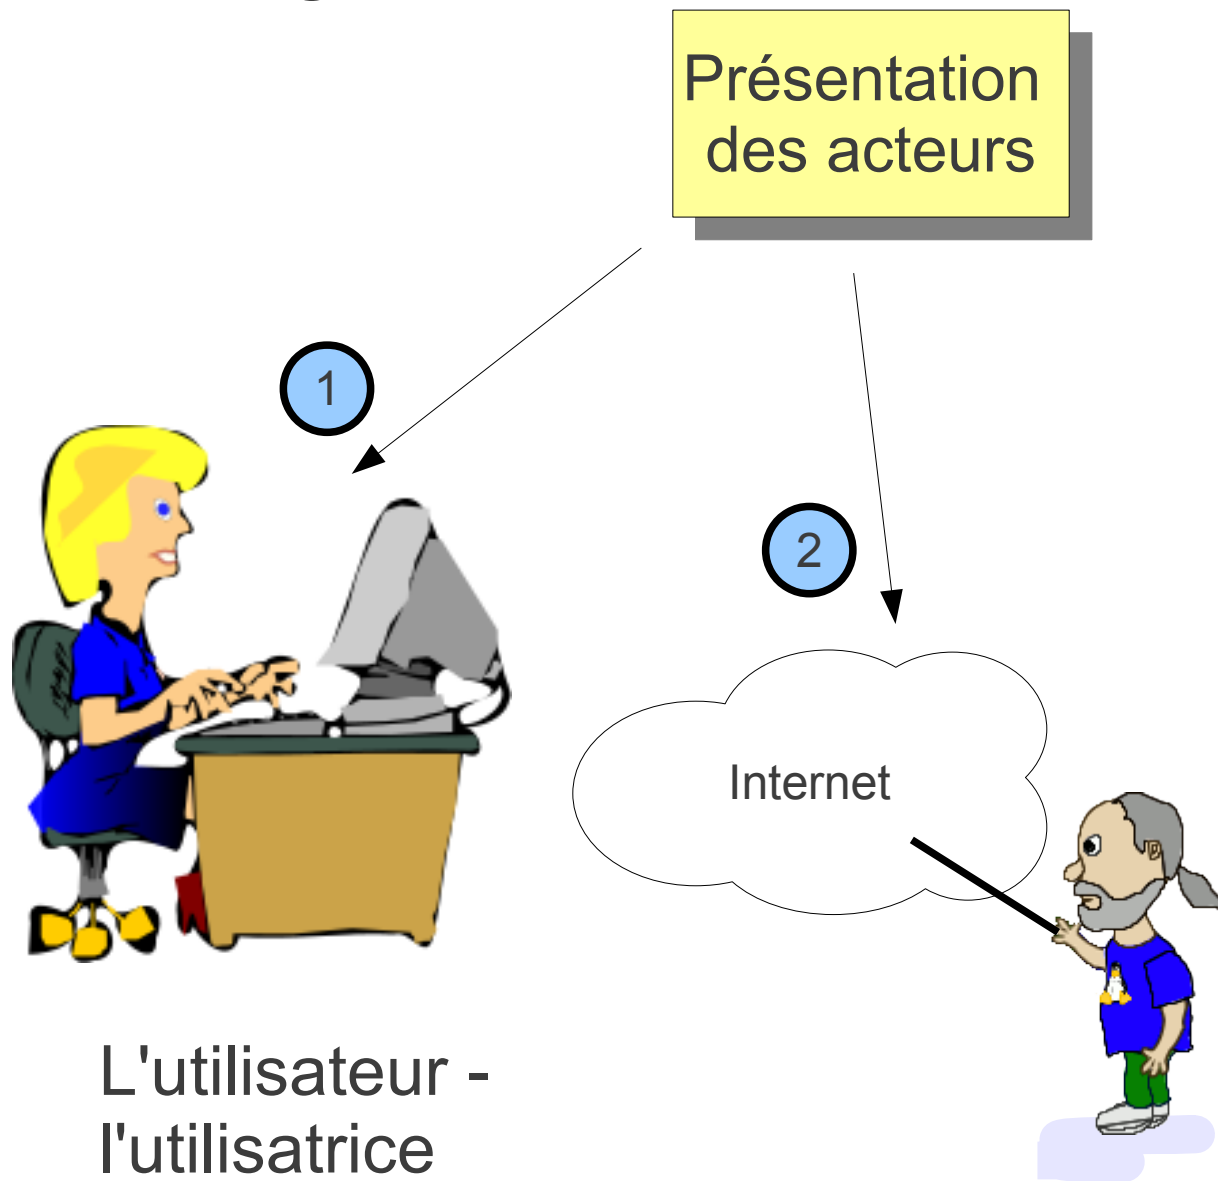 Présentation
des acteurs
1
2
Internet
L'utilisateur -
l'utilisatrice